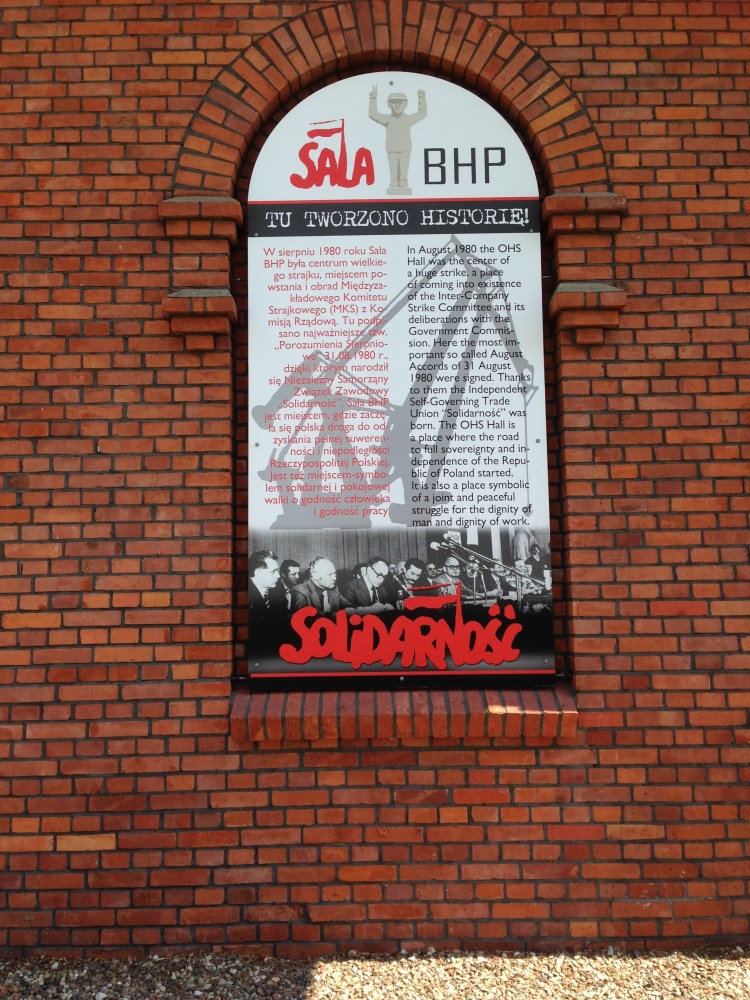 SALA BHP
TU TWORZONO HISTORIĘ!
W sierpniu 1980 roku Sala
BHP była centrum wielkie-
go strajku, miejscem po-
wstania i obrad Międzyza-
kładowego Komitetu
Strajkowego (MKS) z Ko-
misją Rządową. Tu podpi-
sano najważniejsze tzw.
„Porozumienia Sierpnio-
we” 31.08.1980 r.,
dzięki którym narodził
się Niezależny Samorządny
Związek Zawodowy
„Solidarność”. Sala BHP
jest miejscem, gdzie zaczę-
ła się polska droga do od-
zyskania pełnej suweren-
ności i niepodległości
Rzeczypospolitej Polskiej.
Jest też miejscem-symbo-
lem solidarnej i pokojowej
walki o godność człowieka
i godność pracy.
In August 1980 the OHS
Hall was the center of
a huge strike, a place
of coming into existence
of the Inter-Company
Strike Committee and its
deliberations with the
Government Commis-
sion. Here the most im-
portant so called August
Accords of 31 August
1980 were signed. Thanks
to them the Independent
Self-Governing Trade
Union “Solidarność” was
born. The OHS Hall is
a place where the road
to full sovereignty and in-
dependence of the Repu-
blic of Poland started.
It is also a place symbolic
of a joint and peaceful
struggle for the dignity of
man and dignity of work.
SOLIDARNOŚĆ